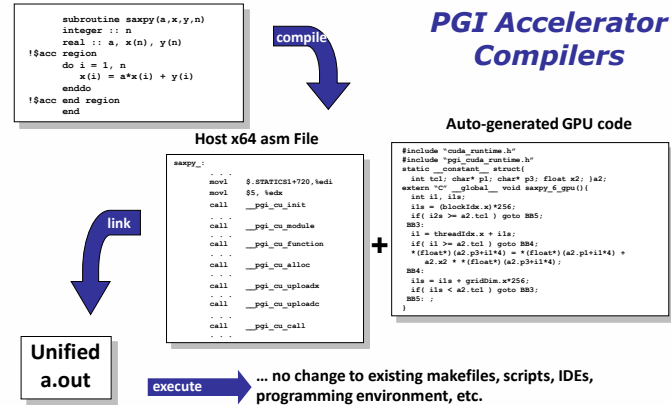 PGI Accelerator
Compilers
subroutine saxpy(a,x,y,n)
integer :: n
real :: a, x(n), y(n)
!$acc region
do i = 1, n
x(i) = a*x(i) + y(i)
enddo
!$acc end region
end
compile
Host x64 asm File
saxpy_:
. . .
movl $.STATICS1+720,%edi
movl $5, %edx
call __pgi_cu_init
. . .
call __pgi_cu_module
. . .
call __pgi_cu_function
. . .
call __pgi_cu_alloc
. . .
call __pgi_cu_uploadx
. . .
call __pgi_cu_uploadc
. . .
call __pgi_cu_call
. . .
+
Auto-generated GPU code
#include "cuda_runtime.h"
#include "pgi_cuda_runtime.h"
static __constant__ struct{
int tc1; char* p1; char* p3; float x2; }a2;
extern "C" __global__ void saxpy_6_gpu(){
int i1, i1s;
i1s = (blockIdx.x)*256;
if( i2s >= a2.tc1 ) goto BB5;
BB3:
i1 = threadIdx.x + i1s;
if( i1 >= a2.tc1 ) goto BB4;
*(float*)(a2.p3+i1*4) = *(float*)(a2.p1+i1*4) +
a2.x2 * *(float*)(a2.p3+i1*4);
BB4:
i1s = i1s + gridDim.x*256;
if( i1s < a2.tc1 ) goto BB3;
BB5: ;
}
link
Unified
a.out
execute
… no change to existing makefiles, scripts, IDEs,
programming environment, etc.